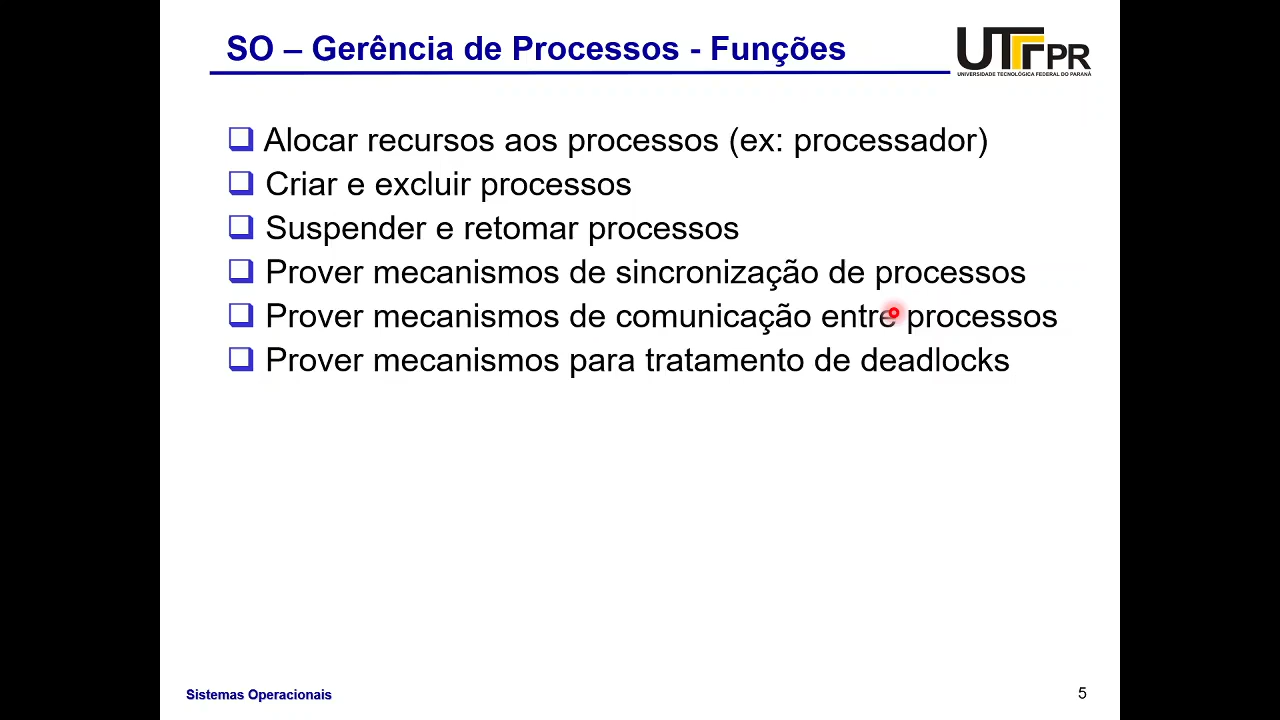 SO – Gerência de Processos - Funções
UTFPR
UNIVERSIDADE TECNOLÓGICA FEDERAL DO PARANÁ
Alocar recursos aos processos (ex: processador)
Criar e excluir processos
Suspender e retomar processos
Prover mecanismos de sincronização de processos
Prover mecanismos de comunicação entre processos
Prover mecanismos para tratamento de deadlocks
Sistemas Operacionais
5